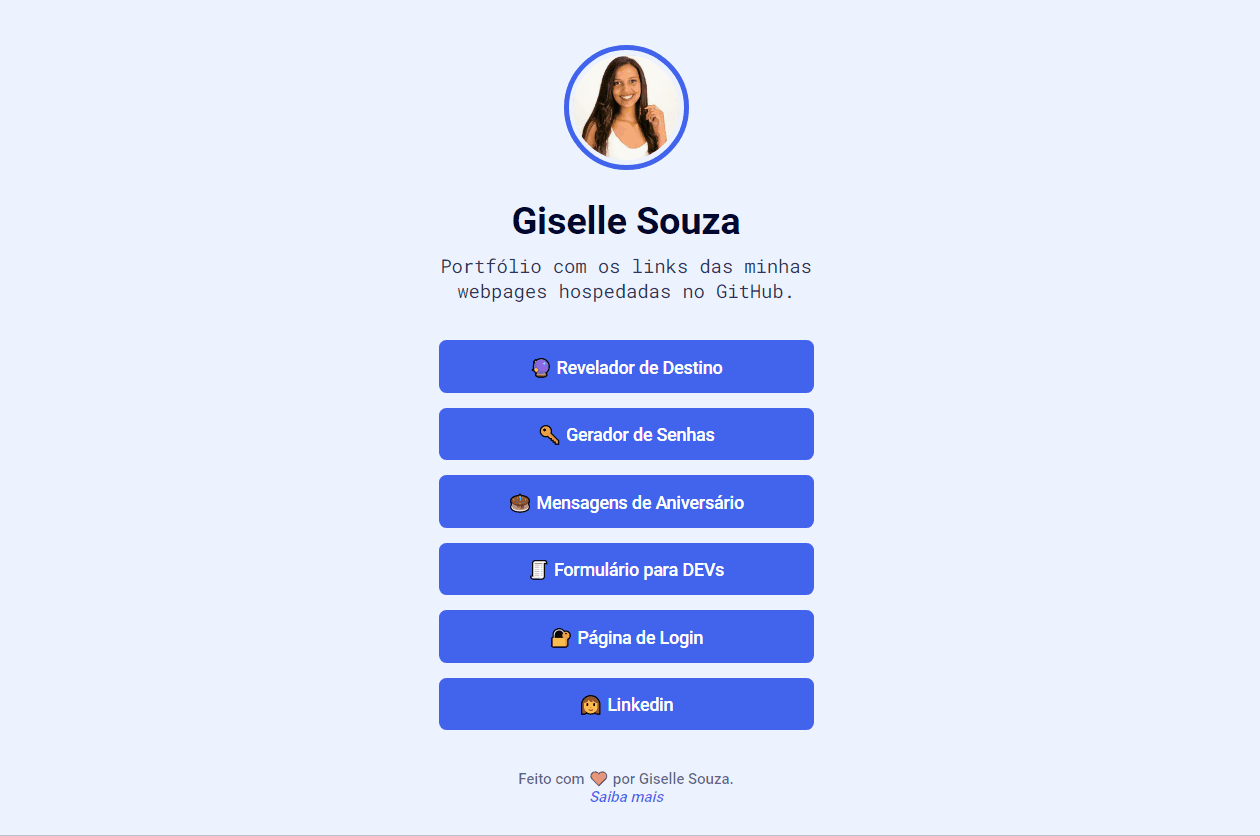 Giselle Souza
Portfólio com os links das minhas
webpages hospedadas no GitHub.
🔮 Revelador de Destino
🔑 Gerador de Senhas
🎂 Mensagens de Aniversário
📜 Formulário para DEVs
🔐 Página de Login
👩 Linkedin
Feito com 🧡 por Giselle Souza.
Saiba mais